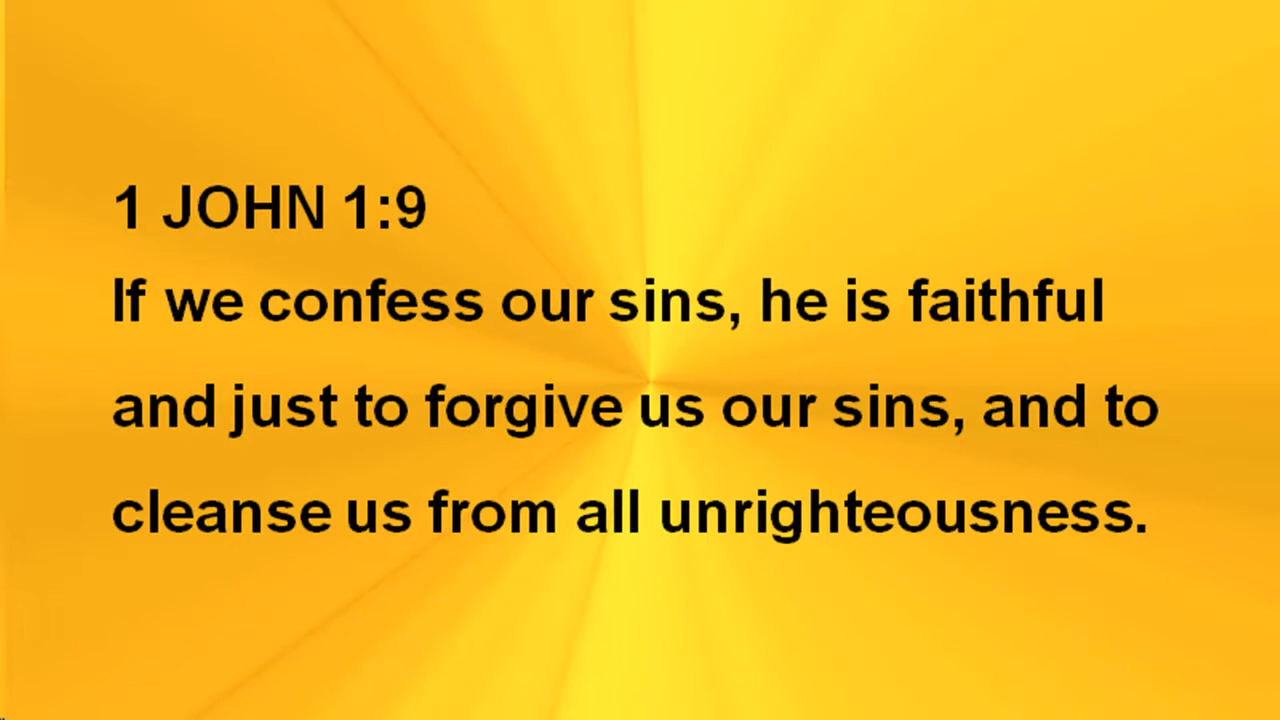 1 JOHN 1:9
If we confess our sins, he is faithful
and just to forgive us our sins, and to
cleanse us from all unrighteousness.